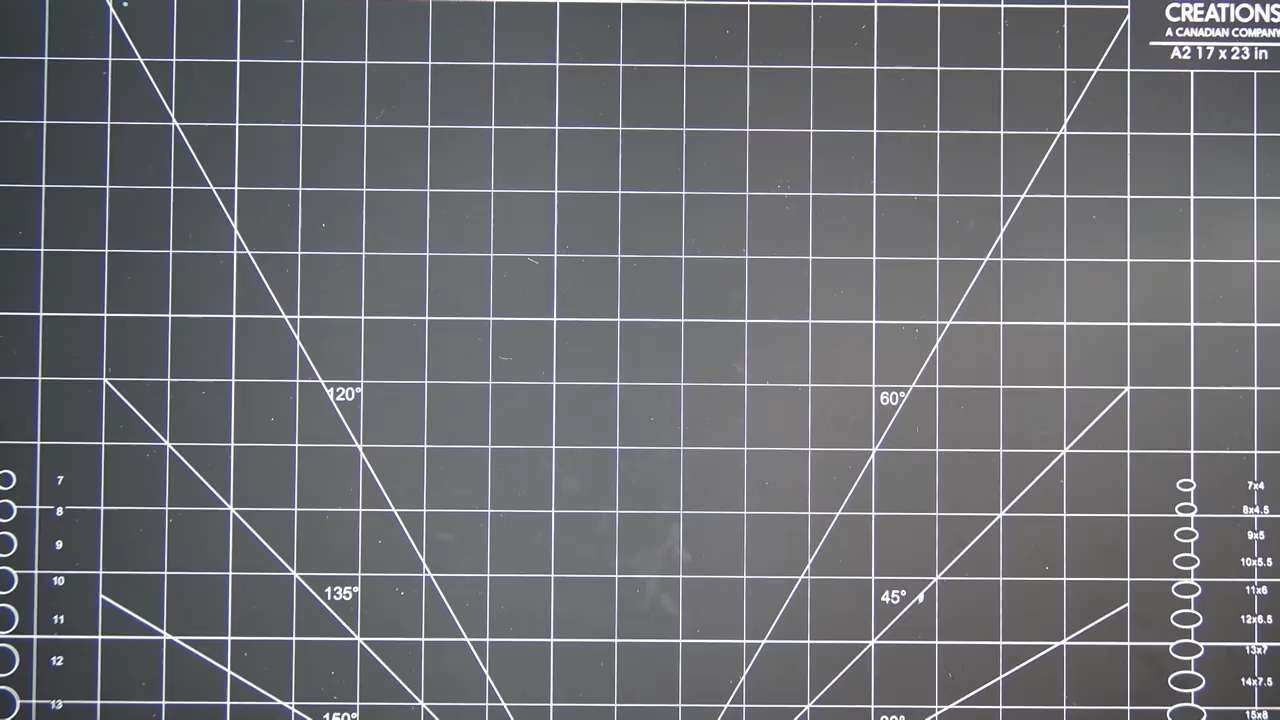 CREATIONS
A CANADIAN COMPANY
A2 17 x 23 in
120°
60°
7
8
9
10
11
12
13
135°
45°
150°
7x4
8x4.5
9x5
10x5.5
11x6
12x6.5
13x7
14x7.5
15x8